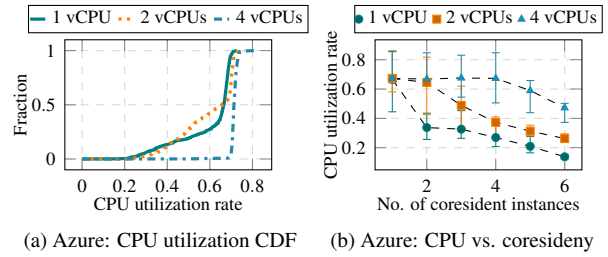 1 vCPU 2 vCPUs 4 vCPUs
1
0.5
0
0 0.2 0.4 0.6 0.8
Fraction
CPU utilization rate
(a) Azure: CPU utilization CDF
1 vCPU 2 vCPUs 4 vCPUs
0.8
0.6
0.4
0.2
2 4 6
CPU utilization rate
No. of coresident instances
(b) Azure: CPU vs. coresideny